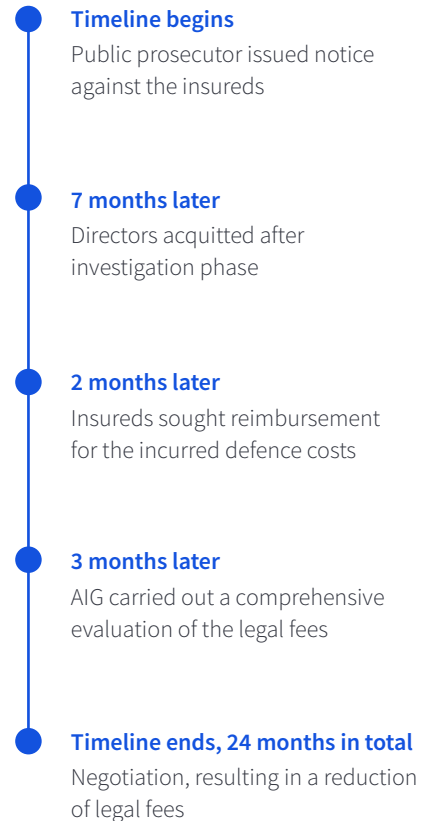 Timeline begins
Public prosecutor issued notice
against the insureds
7 months later
Directors acquitted after
investigation phase
2 months later
Insureds sought reimbursement
for the incurred defence costs
3 months later
AIG carried out a comprehensive
evaluation of the legal fees
Timeline ends, 24 months in total
Negotiation, resulting in a reduction
of legal fees